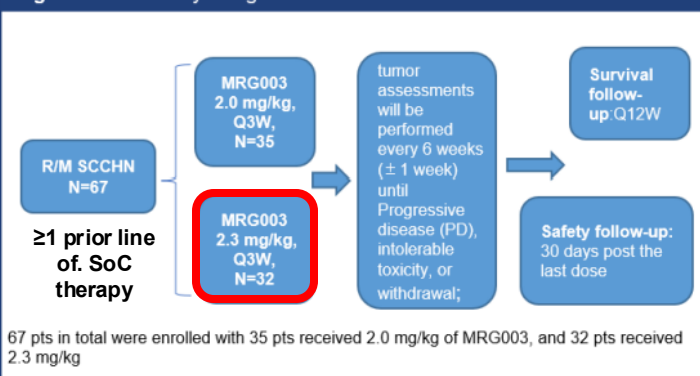 R/M SCCHN
N=67
≥1 prior line
of. SoC
therapy
MRG003
2.0 mg/kg,
Q3W,
N=35
MRG003
2.3 mg/kg,
Q3W,
N=32
tumor
assessments
will be
performed
every 6 weeks
(± 1 week)
until
Progressive
disease (PD),
intolerable
toxicity, or
withdrawal;
Survival
follow-
up:Q12W
Safety follow-up:
30 days post the
last dose
67 pts in total were enrolled with 35 pts received 2.0 mg/kg of MRG003, and 32 pts received
2.3 mg/kg